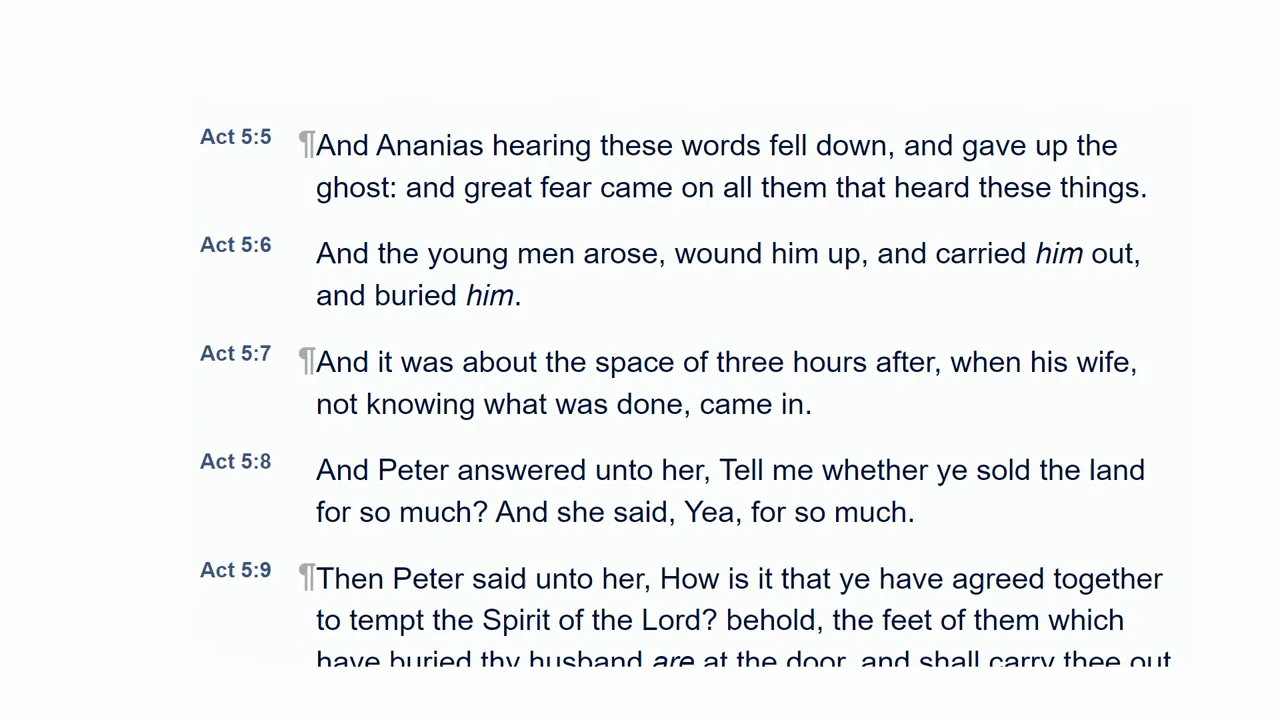 Act 5:5 ¶And Ananias hearing these words fell down, and gave up the
ghost: and great fear came on all them that heard these things.
Act 5:6 And the young men arose, wound him up, and carried him out,
and buried him.
Act 5:7 ¶And it was about the space of three hours after, when his wife,
not knowing what was done, came in.
Act 5:8 And Peter answered unto her, Tell me whether ye sold the land
for so much? And she said, Yea, for so much.
Act 5:9 ¶Then Peter said unto her, How is it that ye have agreed together
to tempt the Spirit of the Lord? behold, the feet of them which
have buried thy husband are at the door, and shall carry thee out